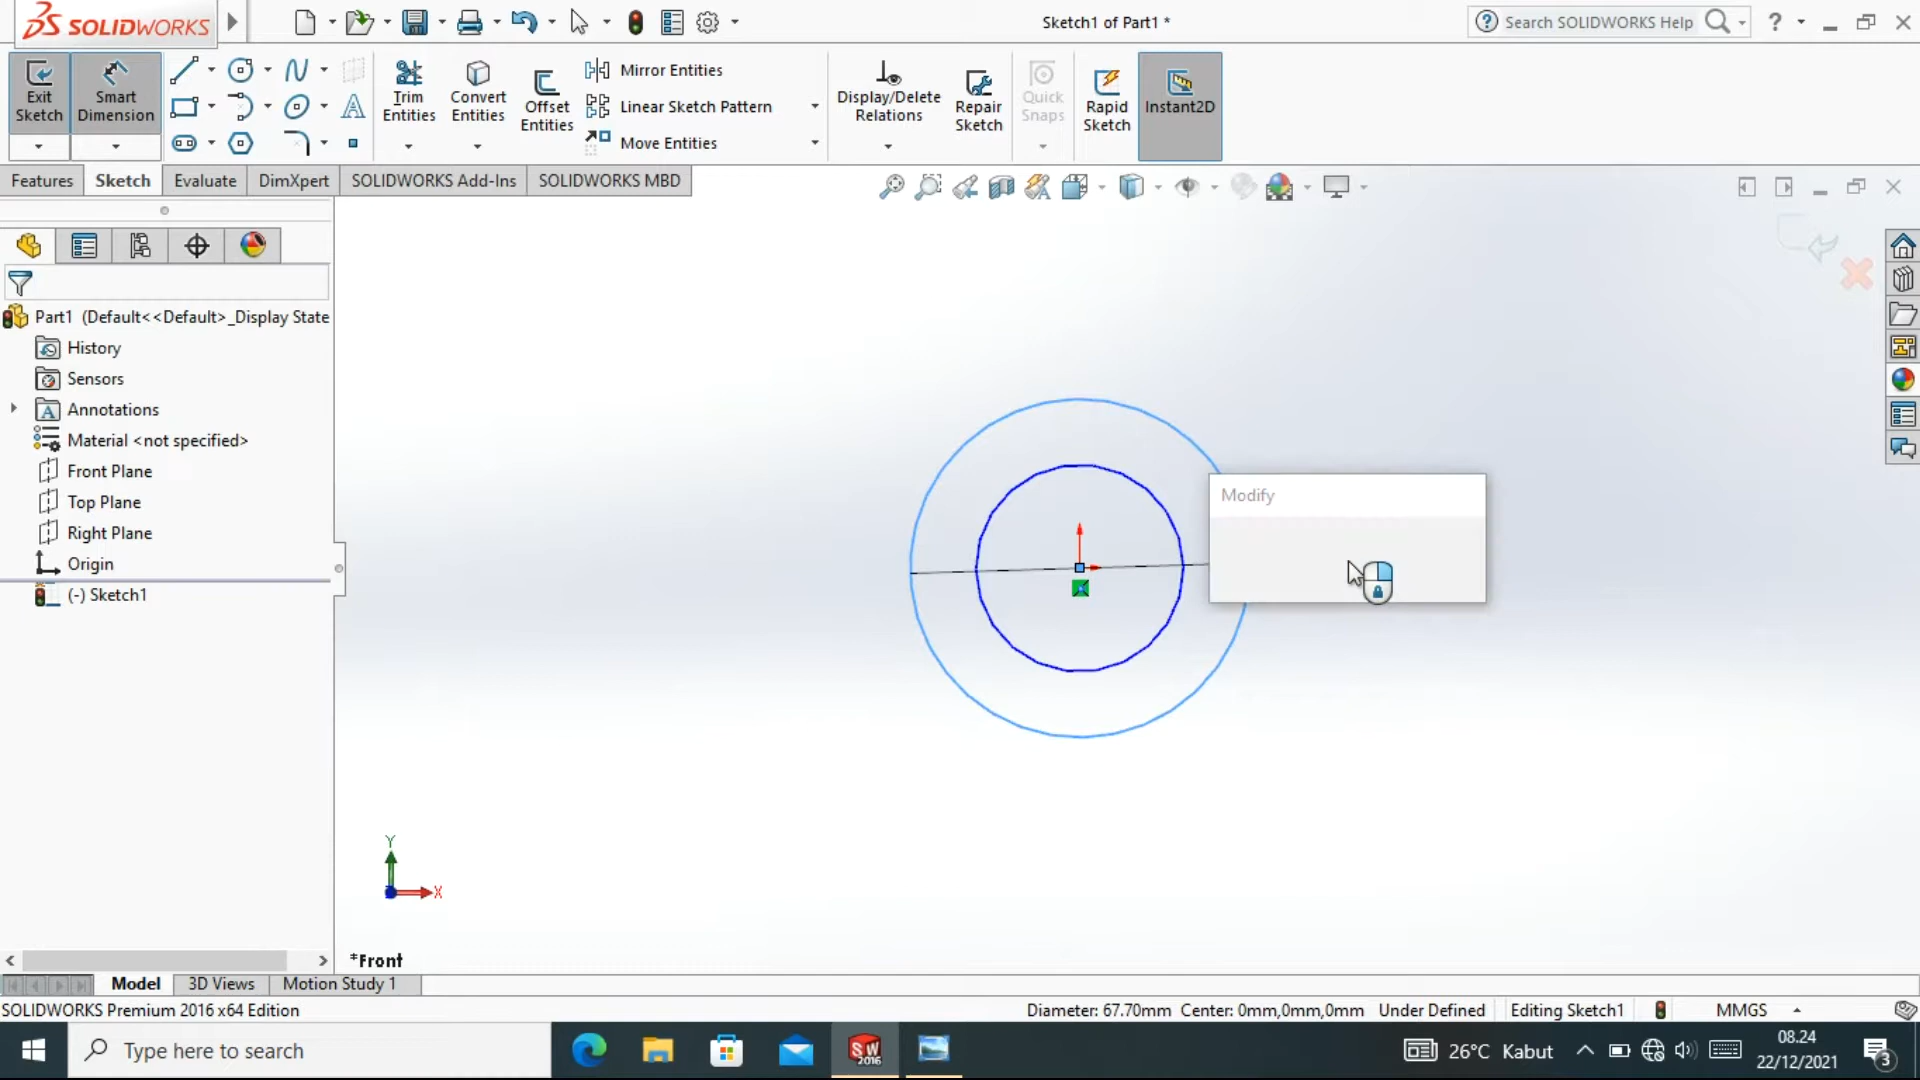 SOLIDWORKS
Sketch1 of Part1 *
Search SOLIDWORKS Help
?
Exit Sketch
Smart Dimension
Trim Entities
Convert Entities
Offset Entities
Mirror Entities
Linear Sketch Pattern
Move Entities
Display/Delete Relations
Repair Sketch
Quick Snaps
Rapid Sketch
Instant2D
Features
Sketch
Evaluate
DimXpert
SOLIDWORKS Add-Ins
SOLIDWORKS MBD
Part1 (Default<<Default>_Display State
History
Sensors
Annotations
Material <not specified>
Front Plane
Top Plane
Right Plane
Origin
(-) Sketch1
Modify
Y
X
*Front
Model
3D Views
Motion Study 1
SOLIDWORKS Premium 2016 x64 Edition
Diameter: 67.70mm Center: 0mm,0mm,0mm Under Defined
Editing Sketch1
MMGS
Type here to search
SW
2016
26°C Kabut
08.24
22/12/2021
3